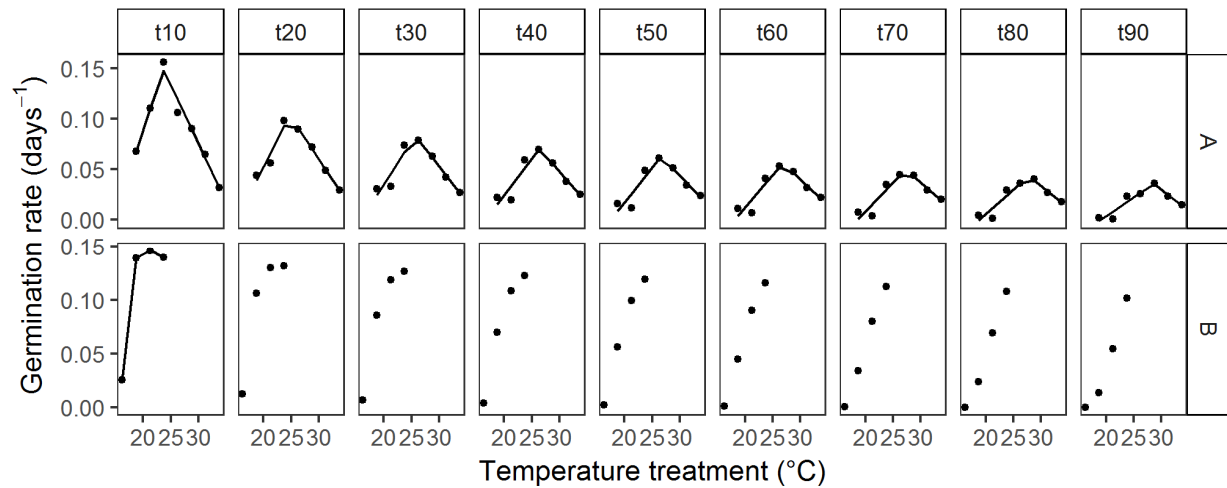 t10 t20 t30 t40 t50 t60 t70 t80 t90
Germination rate (days⁻¹)
0.15
0.10
0.05
0.00
A
0.15
0.10
0.05
0.00
B
20 25 30 20 25 30 20 25 30 20 25 30 20 25 30 20 25 30 20 25 30 20 25 30 20 25 30
Temperature treatment (°C)